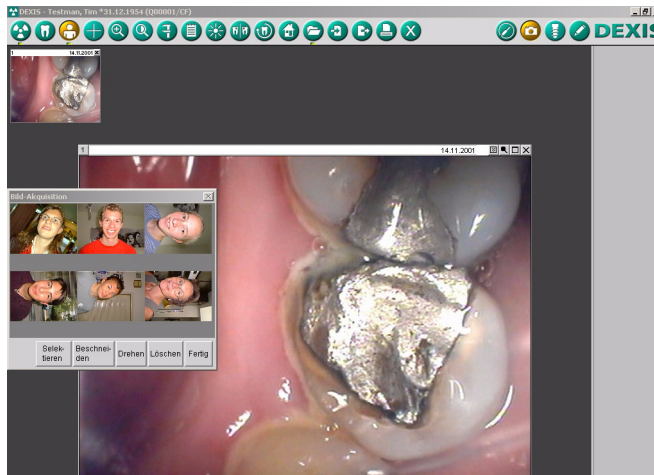 DEXIS - Testman, Tim *31.12.1954 (Q00001/CF)
DEXIS
1 14.11.2001
1 14.11.2001
Bild-Akquisition
Selek-
tieren
Beschnei-
den
Drehen
Löschen
Fertig